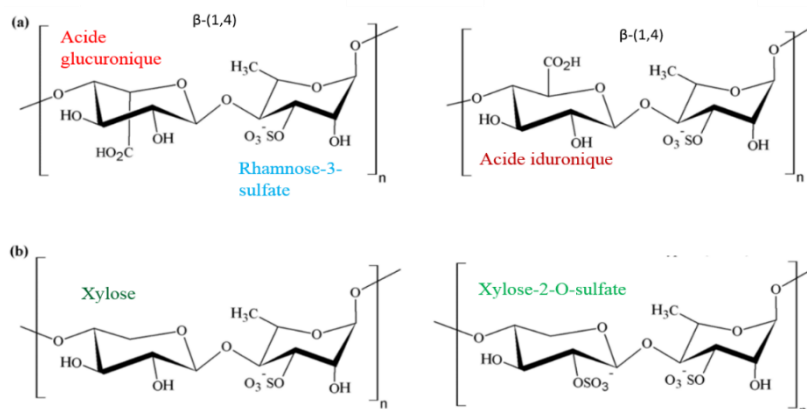 (a)
Acide
glucuronique
β-(1,4)
O
H₃C
O
O
O
O
HO
OH
HO₂C
O₃⁻SO
OH
n
Rhamnose-3-
sulfate
β-(1,4)
CO₂H
O
H₃C
O
O
O
O
HO
OH
O₃⁻SO
OH
n
Acide iduronique
(b)
Xylose
O
H₃C
O
O
O
O
HO
OH
O₃⁻SO
OH
n
Xylose-2-O-sulfate
O
H₃C
O
O
O
O
HO
OSO₃⁻
O₃⁻SO
OH
n